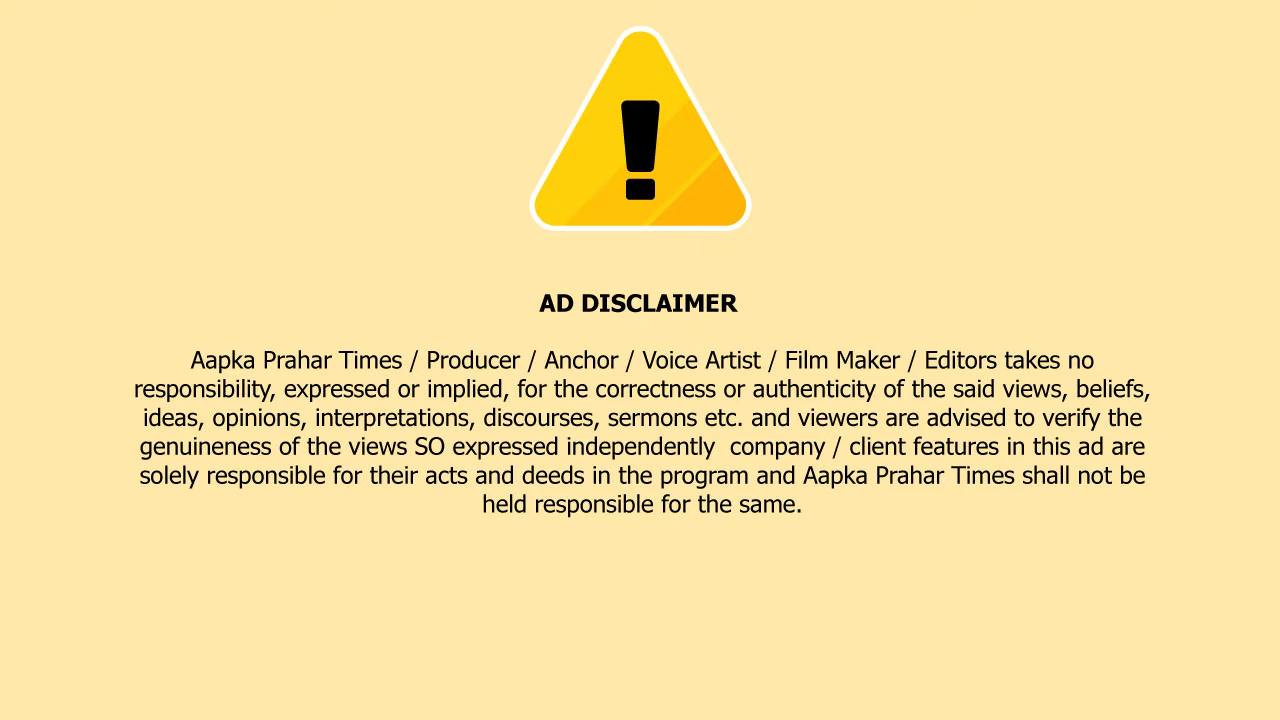 AD DISCLAIMER
Aapka Prahar Times / Producer / Anchor / Voice Artist / Film Maker / Editors takes no
responsibility, expressed or implied, for the correctness or authenticity of the said views, beliefs,
ideas, opinions, interpretations, discourses, sermons etc. and viewers are advised to verify the
genuineness of the views SO expressed independently  company / client features in this ad are
solely responsible for their acts and deeds in the program and Aapka Prahar Times shall not be
held responsible for the same.